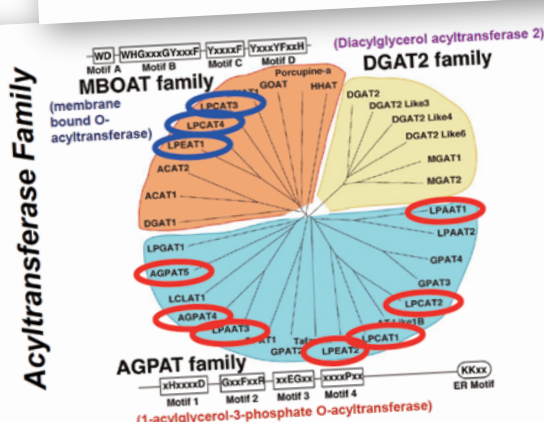 Acyltransferase Family
WD WHGxxxGYxxxF YxxxxF YxxxYFxxH
Motif A Motif B Motif C Motif D
MBOAT family
(membrane
bound O-
acyltransferase)
(Diacylglycerol acyltransferase 2)
DGAT2 family
Porcupine-a
GOAT
HHAT
LPCAT3
LPCAT4
LPEAT1
ACAT2
ACAT1
DGAT1
DGAT2
DGAT2 Like3
DGAT2 Like4
DGAT2 Like6
MGAT1
MGAT2
LPAAT1
LPAAT2
GPAT4
GPAT3
LPCAT2
LPCAT1
LPEAT2
GPAT2
LPAAT3
AGPAT4
LCLAT1
AGPAT5
LPGAT1
AGPAT family
xHxxxxD GxxFxxR xxEGxx xxxxPxx KKxx
Motif 1 Motif 2 Motif 3 Motif 4 ER Motif
(1-acylglycerol-3-phosphate O-acyltransferase)